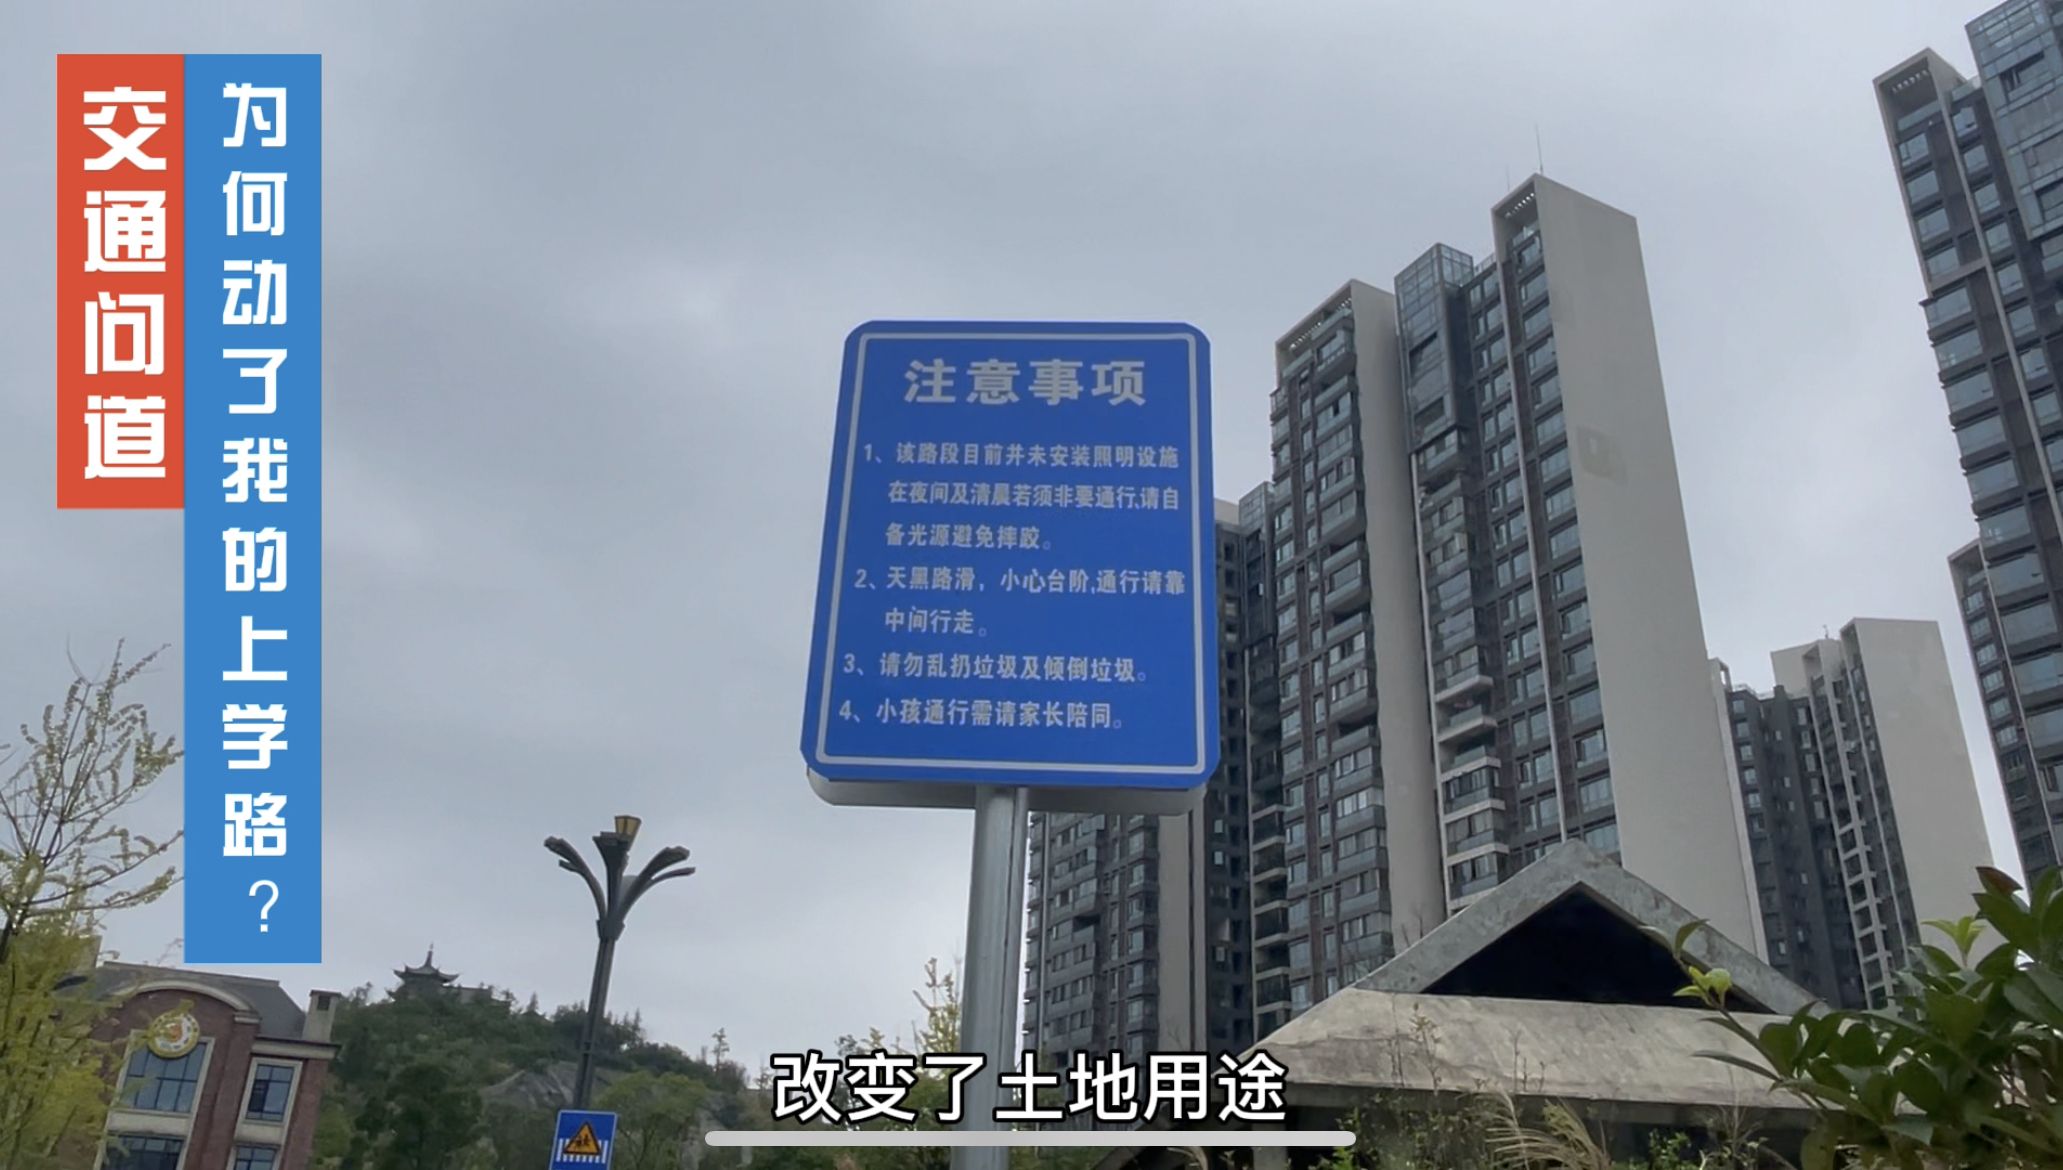 交通问道
为何动了我的上学路？
注意事项
1、该路段目前并未安装照明设施
在夜间及清晨若须非要通行,请自
备光源避免摔跤。
2、天黑路滑，小心台阶,通行请靠
中间行走。
3、请勿乱扔垃圾及倾倒垃圾。
4、小孩通行需请家长陪同。
改变了土地用途